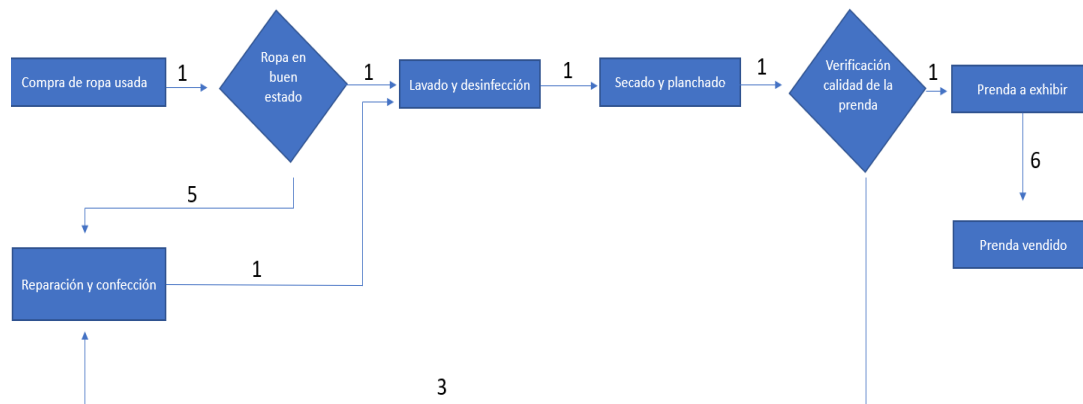 Compra de ropa usada
1
Ropa en
buen
estado
1
Lavado y desinfección
1
Secado y planchado
1
Verificación
calidad de la
prenda
1
Prenda a exhibir
6
Prenda vendido
5
Reparación y confección
1
3